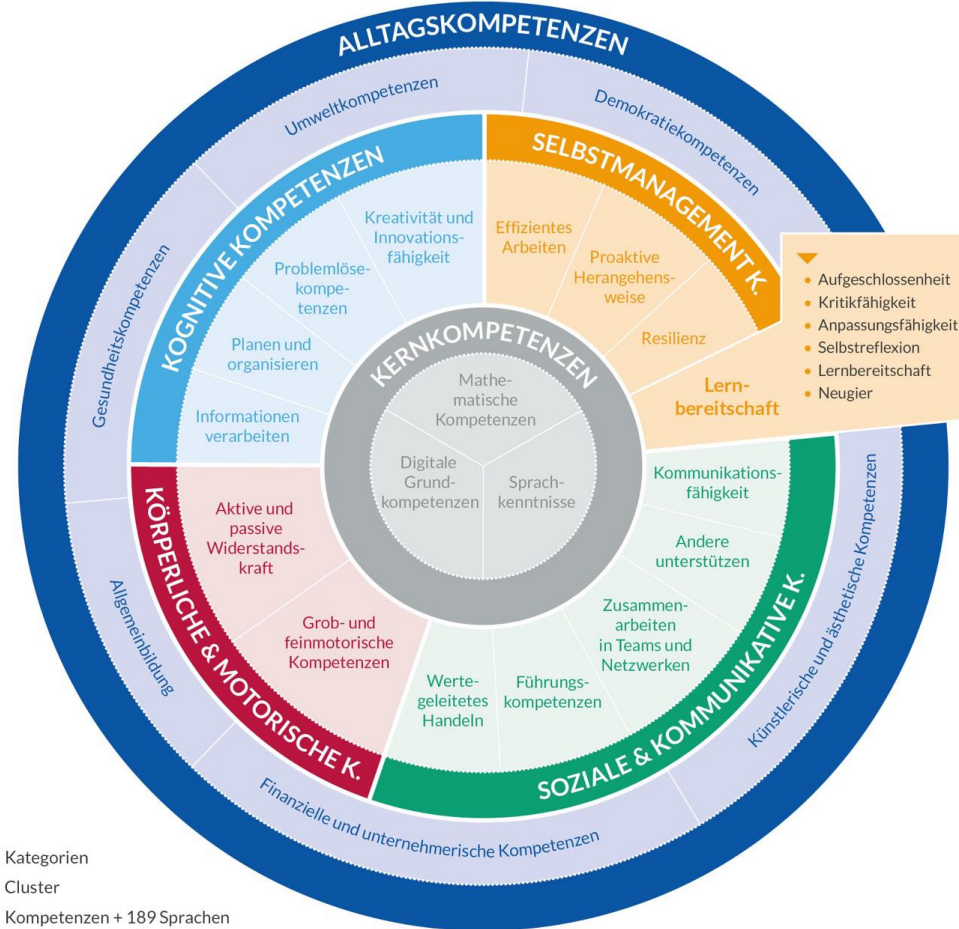 ALLTAGSKOMPETENZEN
Umweltkompetenzen
Demokratiekompetenzen
Gesundheitskompetenzen
Allgemeinbildung
Finanzielle und unternehmerische Kompetenzen
Künstlerische und ästhetische Kompetenzen
KOGNITIVE KOMPETENZEN
Kreativität und
Innovations-
fähigkeit
Problemlöse-
kompe-
tenzen
Planen und
organisieren
Informationen
verarbeiten
SELBSTMANAGEMENT K.
Effizientes
Arbeiten
Proaktive
Herangehens-
weise
Resilienz
Lern-
bereitschaft
• Aufgeschlossenheit
• Kritikfähigkeit
• Anpassungsfähigkeit
• Selbstreflexion
• Lernbereitschaft
• Neugier
KERNKOMPETENZEN
Mathe-
matische
Kompetenzen
Digitale
Grund-
kompetenzen
Sprach-
kenntnisse
KÖRPERLICHE & MOTORISCHE K.
Aktive und
passive
Widerstands-
kraft
Grob- und
feinmotorische
Kompetenzen
SOZIALE & KOMMUNIKATIVE K.
Kommunikations-
fähigkeit
Andere
unterstützen
Zusammen-
arbeiten
in Teams und
Netzwerken
Führungs-
kompetenzen
Werte-
geleitetes
Handeln
Kategorien
Cluster
Kompetenzen + 189 Sprachen